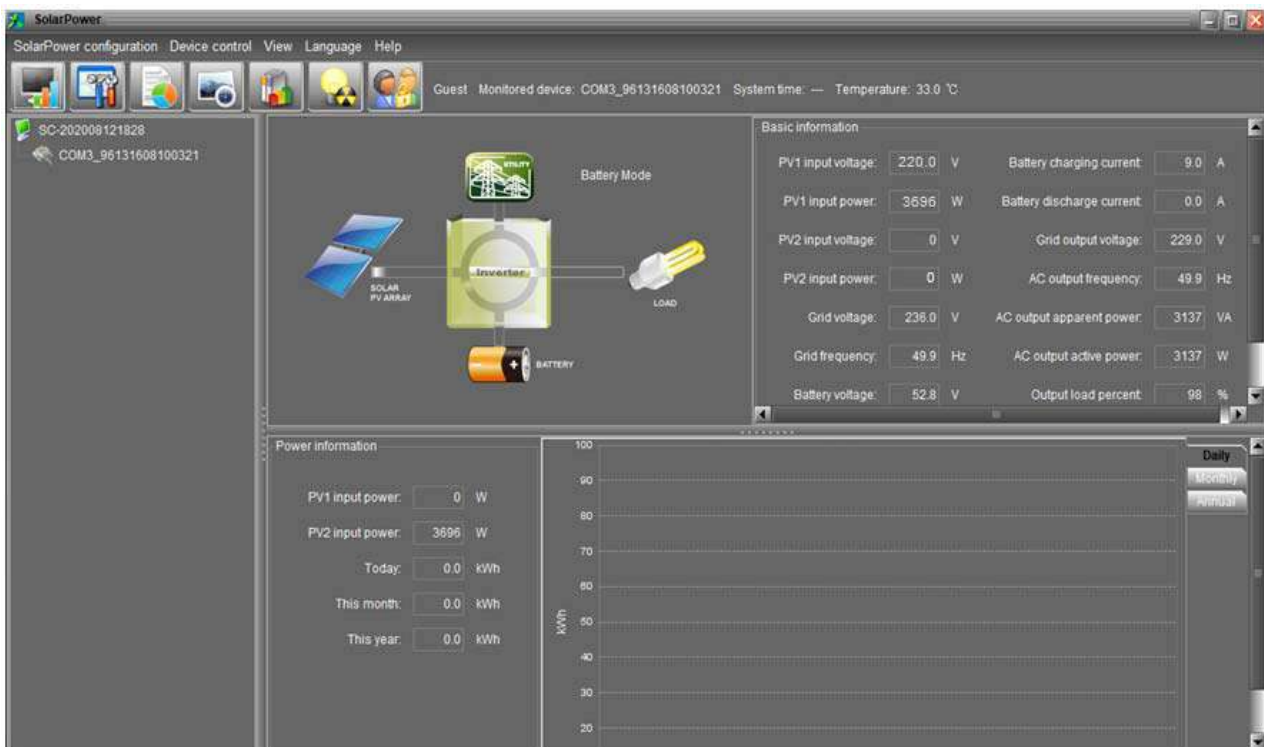 SolarPower
SolarPower configuration Device control View Language Help
Guest Monitored device: COM3_96131608100321 System time: --- Temperature: 33.0 °C
SC-202008121828
COM3_96131608100321
UTILITY
Battery Mode
SOLAR
PV ARRAY
Inverter
LOAD
BATTERY
Basic information
PV1 input voltage: 220.0 V Battery charging current: 9.0 A
PV1 input power: 3696 W Battery discharge current: 0.0 A
PV2 input voltage: 0 V Grid output voltage: 229.0 V
PV2 input power: 0 W AC output frequency: 49.9 Hz
Grid voltage: 236.0 V AC output apparent power: 3137 VA
Grid frequency: 49.9 Hz AC output active power: 3137 W
Battery voltage: 52.8 V Output load percent: 98 %
Power information
PV1 input power: 0 W
PV2 input power: 3696 W
Today: 0.0 kWh
This month: 0.0 kWh
This year: 0.0 kWh
kWh
100
90
80
70
60
50
40
30
20
Daily
Monthly
Annual